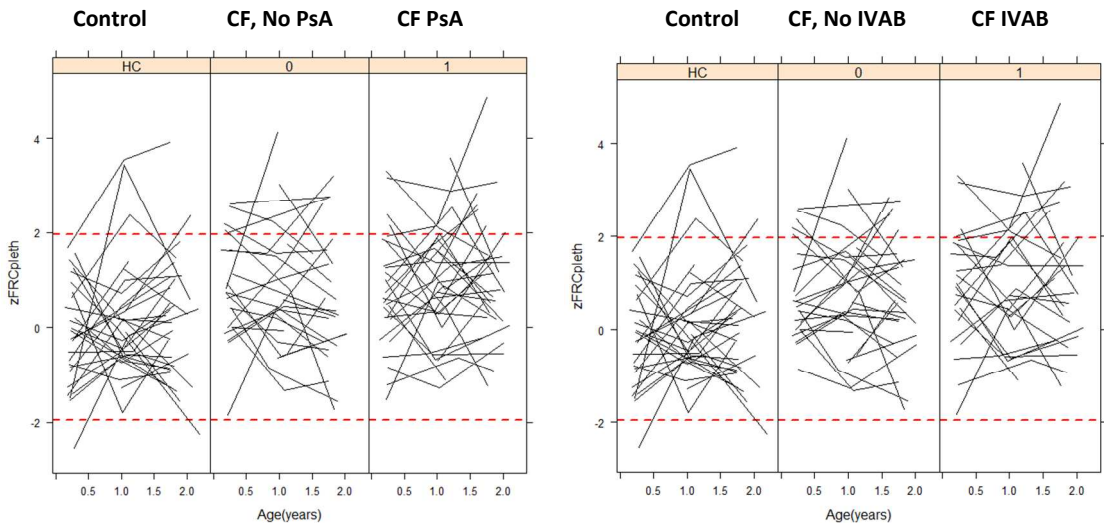 Control CF, No PsA CF PsA
HC 0 1
zFRCpleth
4
2
0
-2
0.5 1.0 1.5 2.0 0.5 1.0 1.5 2.0 0.5 1.0 1.5 2.0
Age(years)
Control CF, No IVAB CF IVAB
HC 0 1
zFRCpleth
4
2
0
-2
0.5 1.0 1.5 2.0 0.5 1.0 1.5 2.0 0.5 1.0 1.5 2.0
Age(years)